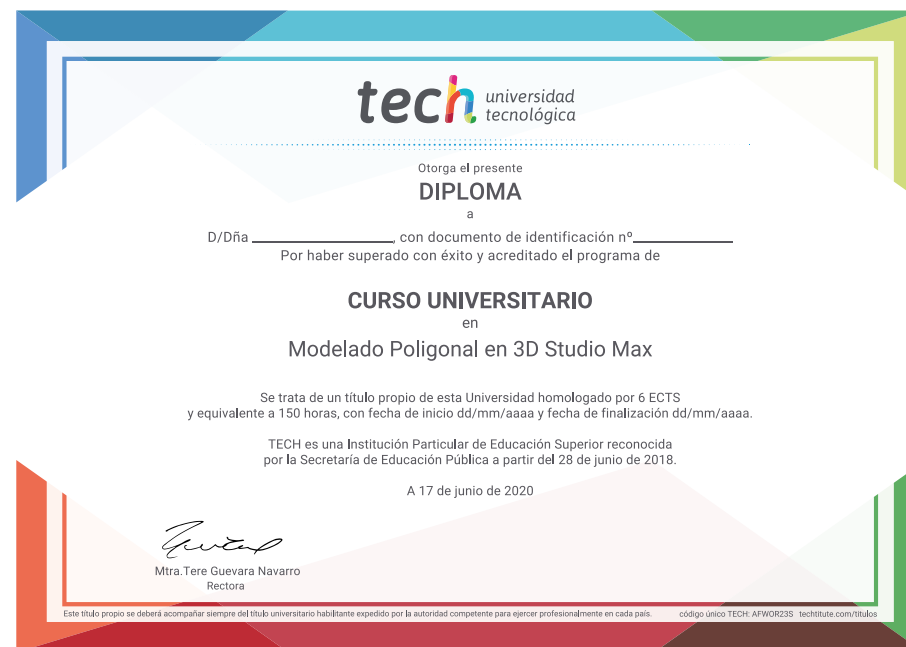 tech universidad
tecnológica
Otorga el presente
DIPLOMA
a
D/Dña ____________________, con documento de identificación nº______________
Por haber superado con éxito y acreditado el programa de
CURSO UNIVERSITARIO
en
Modelado Poligonal en 3D Studio Max
Se trata de un título propio de esta Universidad homologado por 6 ECTS
y equivalente a 150 horas, con fecha de inicio dd/mm/aaaa y fecha de finalización dd/mm/aaaa.
TECH es una Institución Particular de Educación Superior reconocida
por la Secretaría de Educación Pública a partir del 28 de junio de 2018.
A 17 de junio de 2020
Mtra.Tere Guevara Navarro
Rectora
Este título propio se deberá acompañar siempre del título universitario habilitante expedido por la autoridad competente para ejercer profesionalmente en cada país. código único TECH: AFWOR23S techtitute.com/titulos